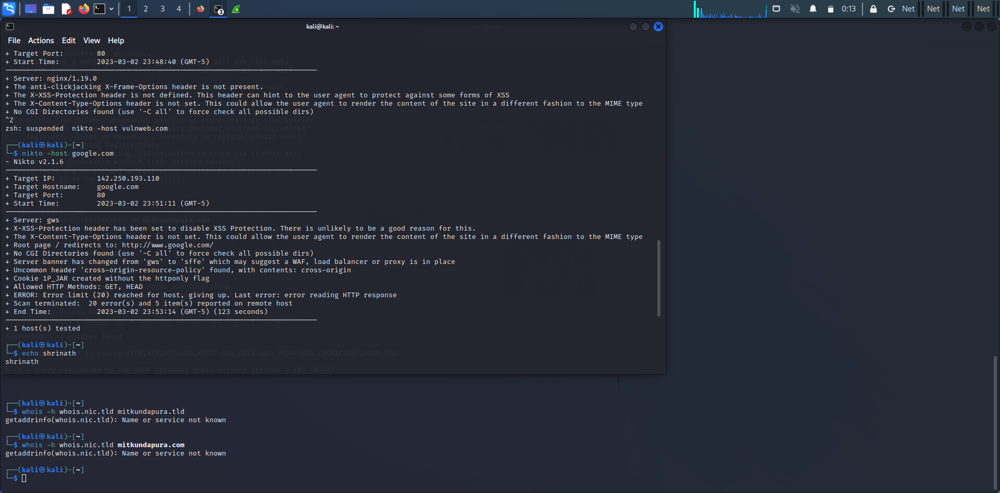 1 2 3 4 3 0:13 Net Net Net Net
kali@kali: ~
File Actions Edit View Help
+ Target Port: 80
+ Start Time: 2023-03-02 23:48:40 (GMT-5)
+ Server: nginx/1.19.0
+ The anti-clickjacking X-Frame-Options header is not present.
+ The X-XSS-Protection header is not defined. This header can hint to the user agent to protect against some forms of XSS
+ The X-Content-Type-Options header is not set. This could allow the user agent to render the content of the site in a different fashion to the MIME type
+ No CGI Directories found (use '-C all' to force check all possible dirs)
^Z
zsh: suspended nikto -host vulnweb.com
┌──(kali㉿kali)-[~]
└─$ nikto -host google.com
- Nikto v2.1.6
+ Target IP: 142.250.193.110
+ Target Hostname: google.com
+ Target Port: 80
+ Start Time: 2023-03-02 23:51:11 (GMT-5)
+ Server: gws
+ X-XSS-Protection header has been set to disable XSS Protection. There is unlikely to be a good reason for this.
+ The X-Content-Type-Options header is not set. This could allow the user agent to render the content of the site in a different fashion to the MIME type
+ Root page / redirects to: http://www.google.com/
+ No CGI Directories found (use '-C all' to force check all possible dirs)
+ Server banner has changed from 'gws' to 'sffe' which may suggest a WAF, load balancer or proxy is in place
+ Uncommon header 'cross-origin-resource-policy' found, with contents: cross-origin
+ Cookie 1P_JAR created without the httponly flag
+ Allowed HTTP Methods: GET, HEAD
+ ERROR: Error limit (20) reached for host, giving up. Last error: error reading HTTP response
+ Scan terminated: 20 error(s) and 5 item(s) reported on remote host
+ End Time: 2023-03-02 23:53:14 (GMT-5) (123 seconds)
+ 1 host(s) tested
┌──(kali㉿kali)-[~]
└─$ echo shrinath
shrinath
┌──(kali㉿kali)-[~]
└─$ whois -h whois.nic.tld mitkundapura.tld
getaddrinfo(whois.nic.tld): Name or service not known
┌──(kali㉿kali)-[~]
└─$ whois -h whois.nic.tld mitkundapura.com
getaddrinfo(whois.nic.tld): Name or service not known
┌──(kali㉿kali)-[~]
└─$